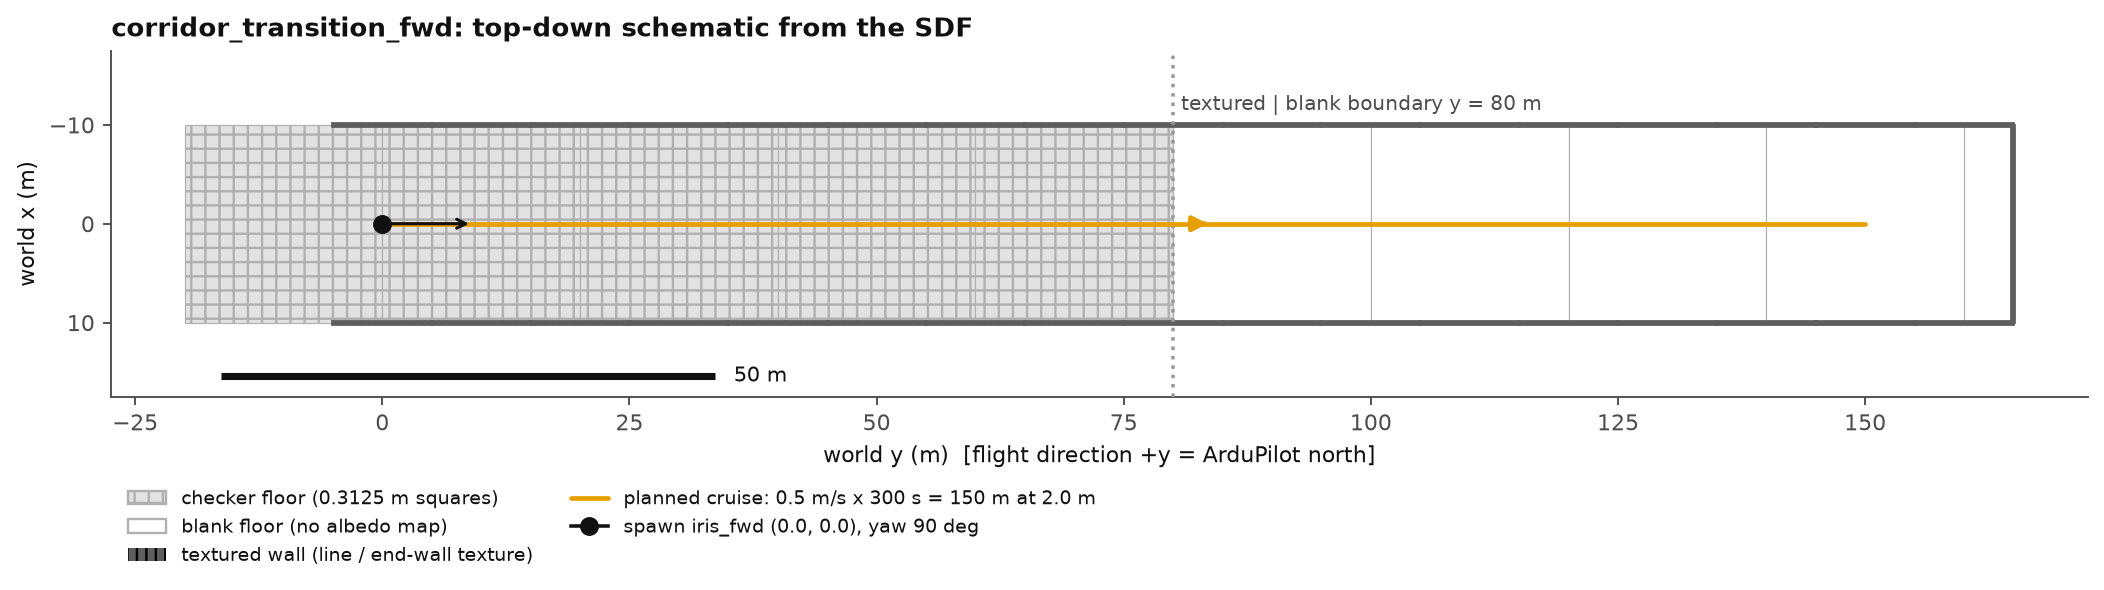 corridor_transition_fwd: top-down schematic from the SDF
textured | blank boundary y = 80 m
world x (m)
−10
0
10
50 m
−25
0
25
50
75
100
125
150
world y (m)  [flight direction +y = ArduPilot north]
checker floor (0.3125 m squares)
blank floor (no albedo map)
textured wall (line / end-wall texture)
planned cruise: 0.5 m/s x 300 s = 150 m at 2.0 m
spawn iris_fwd (0.0, 0.0), yaw 90 deg